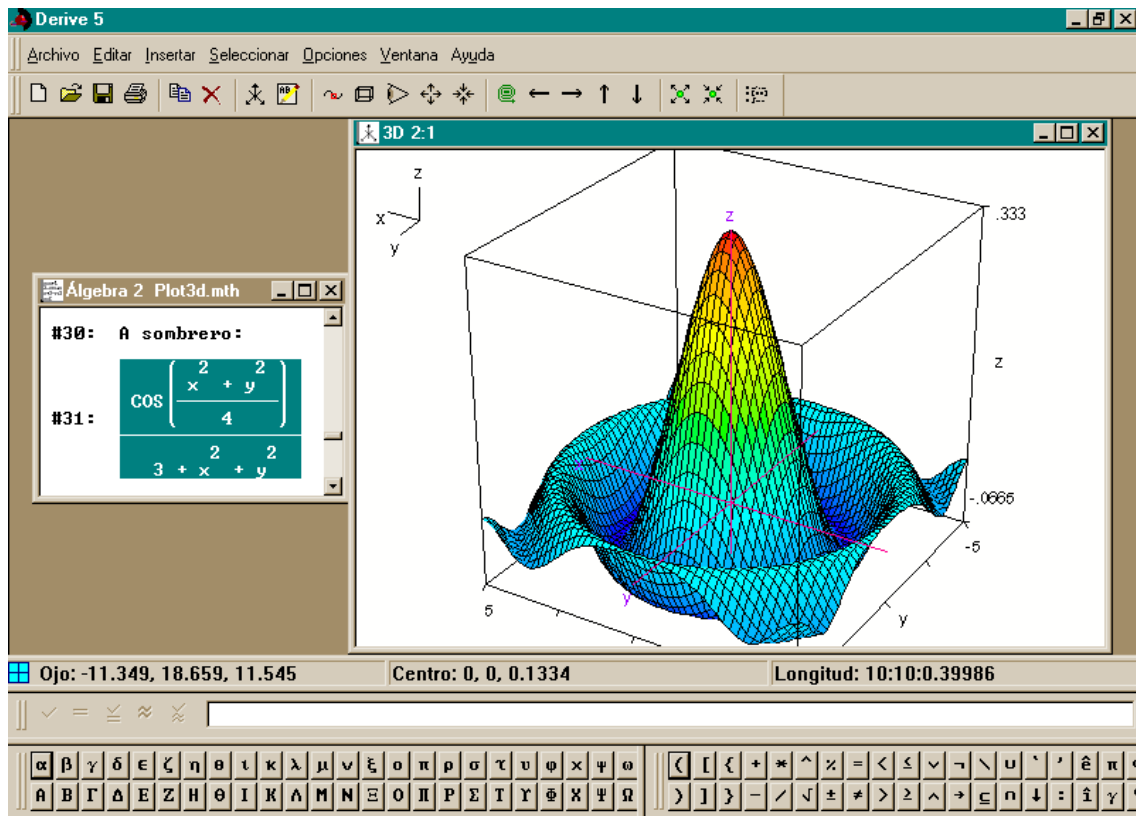 Derive 5
Archivo Editar Insertar Seleccionar Opciones Ventana Ayuda
3D 2:1
z
x
y
z
.333
z
-.0665
-5
y
x
y
5
Álgebra 2 Plot3d.mth
#30: A sombrero:
#31: COS((x^2 + y^2)/4)
3 + x^2 + y^2
Ojo: -11.349, 18.659, 11.545 Centro: 0, 0, 0.1334 Longitud: 10:10:0.39986
✓ = ≚ ≈
α β γ δ ε ζ η θ ι κ λ μ ν ξ ο π ρ σ τ υ φ χ ψ ω
Α Β Γ Δ Ε Ζ Η Θ Ι Κ Λ Μ Ν Ξ Ο Π Ρ Σ Τ Υ Φ Χ Ψ Ω
( [ { + * ^ % = < ≤ ∨ ¬ \ ∪ ` ' ê π
) ] } − / √ ± ≠ > ≥ ∧ → ⊆ ∩ ↓ : î γ